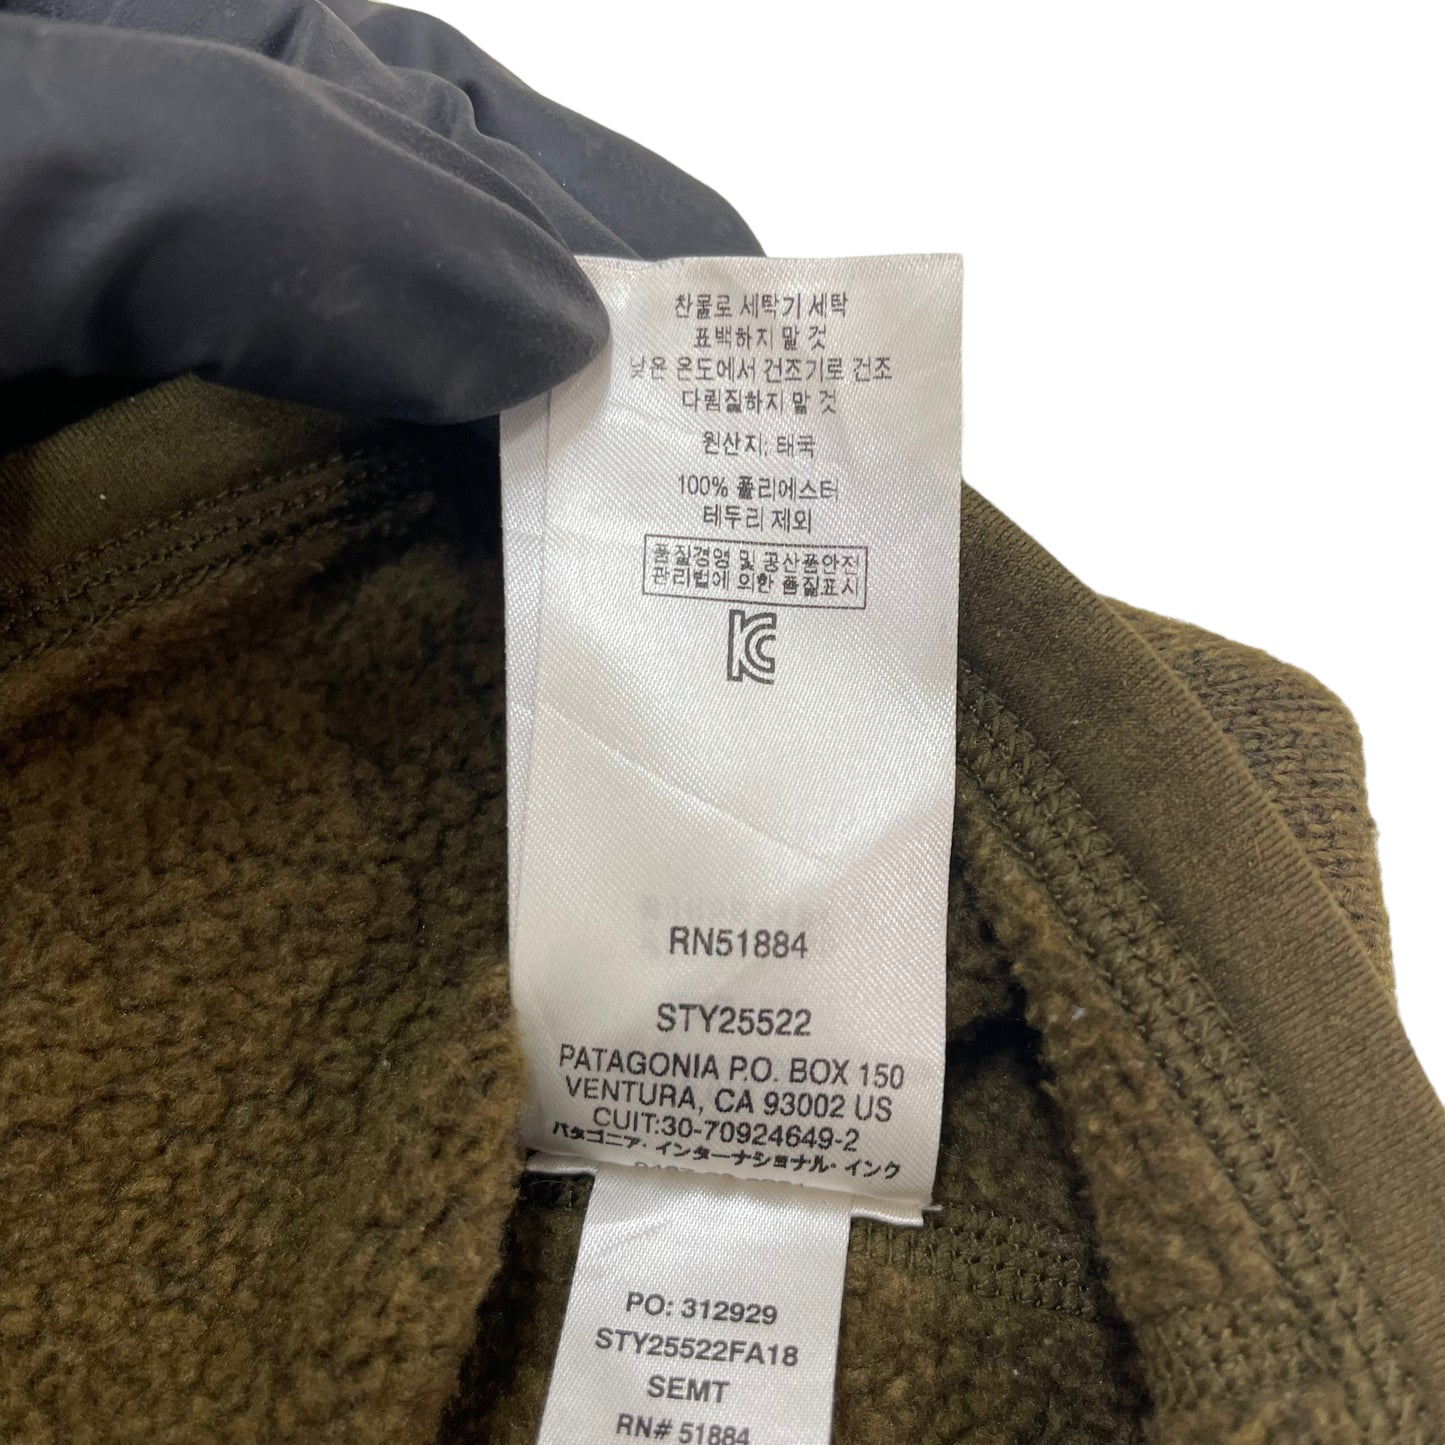 찬물로 세탁기 세탁
표백하지 말 것
낮은 온도에서 건조기로 건조
다림질하지 말 것
원산지: 태국
100% 폴리에스터
테두리 제외
품질경영 및 공산품안전
관리법에 의한 품질표시
KC
RN51884
STY25522
PATAGONIA P.O. BOX 150
VENTURA, CA 93002 US
CUIT:30-70924649-2
パタゴニア・インターナショナル・インク
PO: 312929
STY25522FA18
SEMT
RN# 51884